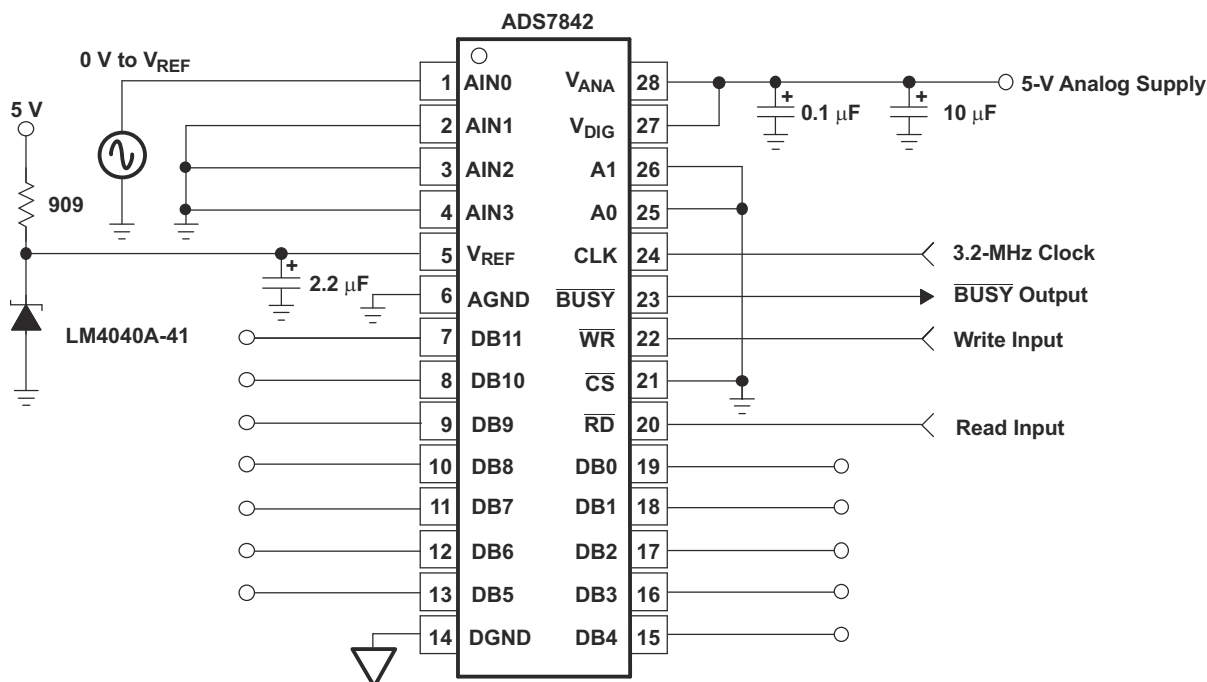 ADS7842
0 V to VREF
5 V
909
LM4040A-41
2.2 μF
1 AIN0
2 AIN1
3 AIN2
4 AIN3
5 VREF
6 AGND
7 DB11
8 DB10
9 DB9
10 DB8
11 DB7
12 DB6
13 DB5
14 DGND
VANA 28
VDIG 27
A1 26
A0 25
CLK 24
BUSY 23
WR 22
CS 21
RD 20
DB0 19
DB1 18
DB2 17
DB3 16
DB4 15
+
+
+
0.1 μF
10 μF
5-V Analog Supply
3.2-MHz Clock
BUSY Output
Write Input
Read Input